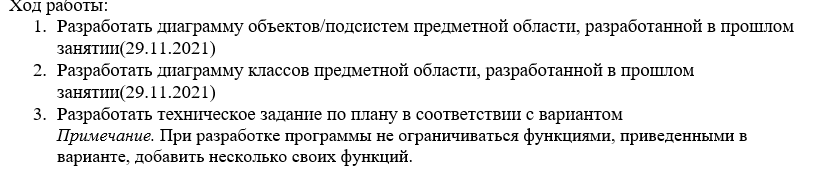 Ход работы:
1. Разработать диаграмму объектов/подсистем предметной области, разработанной в прошлом
занятии(29.11.2021)
2. Разработать диаграмму классов предметной области, разработанной в прошлом
занятии(29.11.2021)
3. Разработать техническое задание по плану в соответствии с вариантом
Примечание. При разработке программы не ограничиваться функциями, приведенными в
варианте, добавить несколько своих функций.